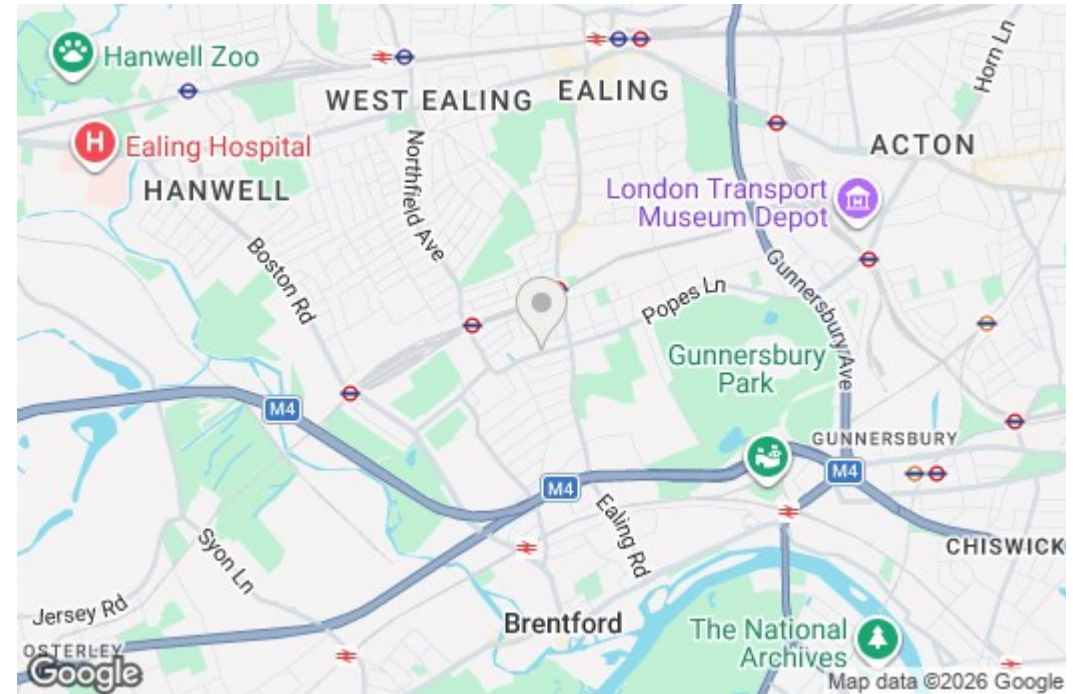 Hanwell Zoo
WEST EALING
EALING
Horn Ln
Ealing Hospital
ACTON
HANWELL
Northfield Ave
London Transport
Museum Depot
Boston Rd
Gunnersbury Ave
Popes Ln
Gunnersbury
Park
M4
GUNNERSBURY
M4
M4
Ealing Rd
Syon Ln
CHISWICK
Jersey Rd
Brentford
The National
Archives
OSTERLEY
Google
Map data ©2026 Google